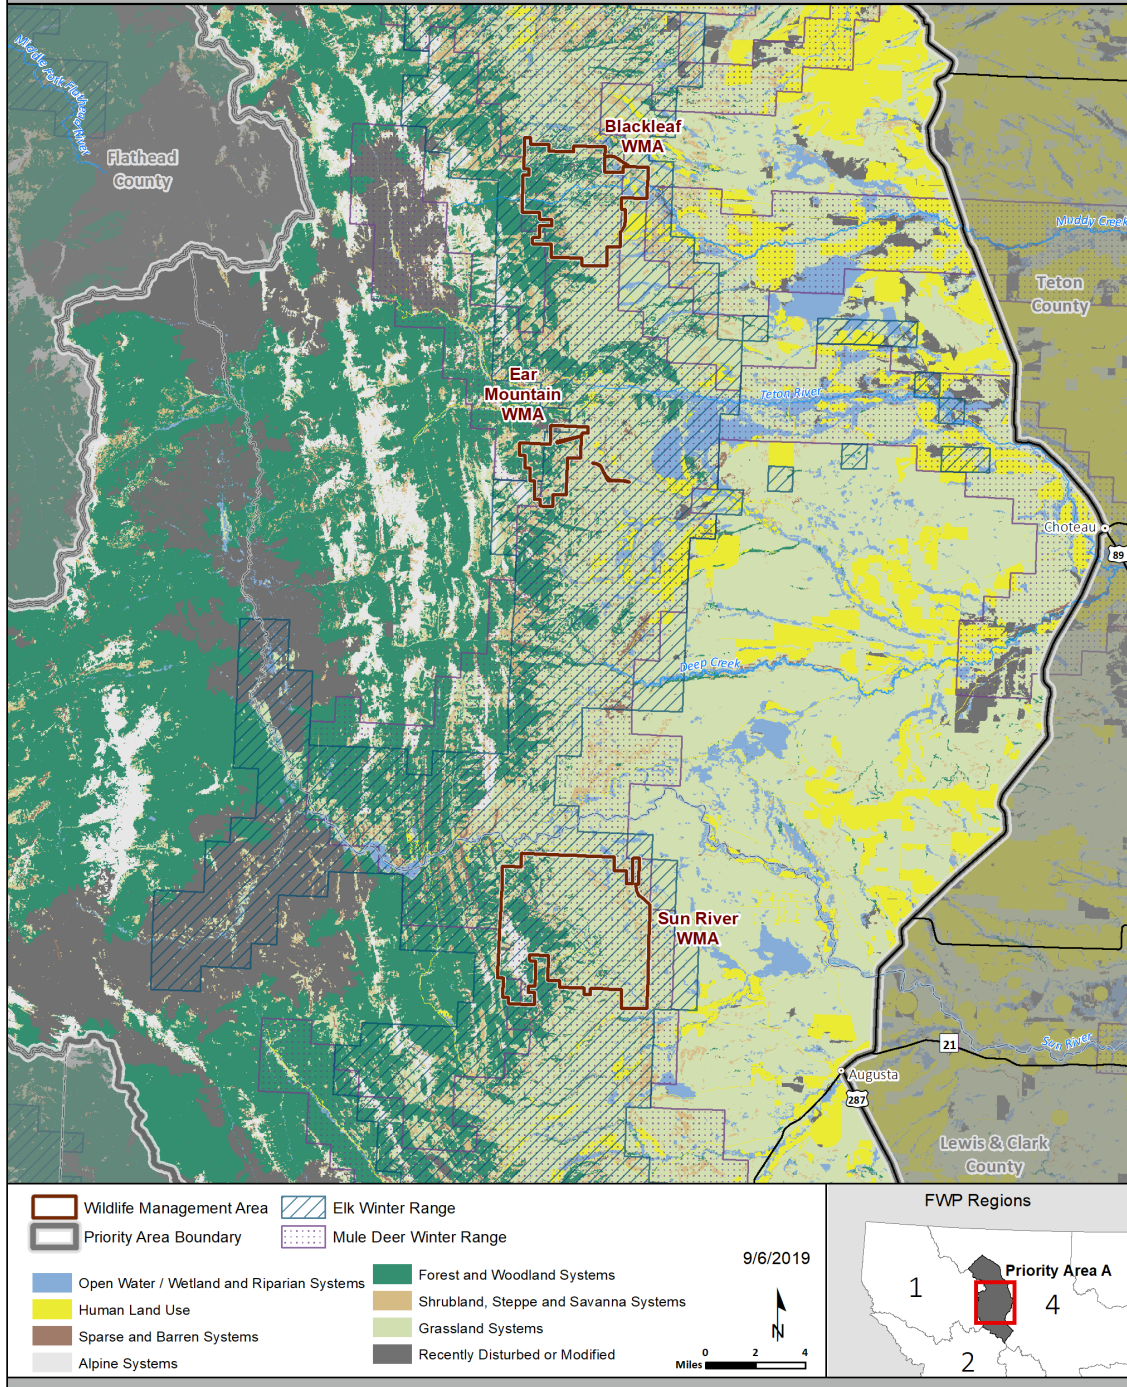 Middle Fork Flathead River
Flathead
County
Blackleaf
WMA
Muddy Creek
Teton
County
Ear
Mountain
WMA
Teton River
Choteau
89
Deep Creek
Sun River
WMA
21
Sun River
Augusta
287
Lewis & Clark
County
Wildlife Management Area
Elk Winter Range
Priority Area Boundary
Mule Deer Winter Range
Open Water / Wetland and Riparian Systems
Human Land Use
Sparse and Barren Systems
Alpine Systems
Forest and Woodland Systems
Shrubland, Steppe and Savanna Systems
Grassland Systems
Recently Disturbed or Modified
9/6/2019
N
Miles 0 2 4
FWP Regions
Priority Area A
1
4
2